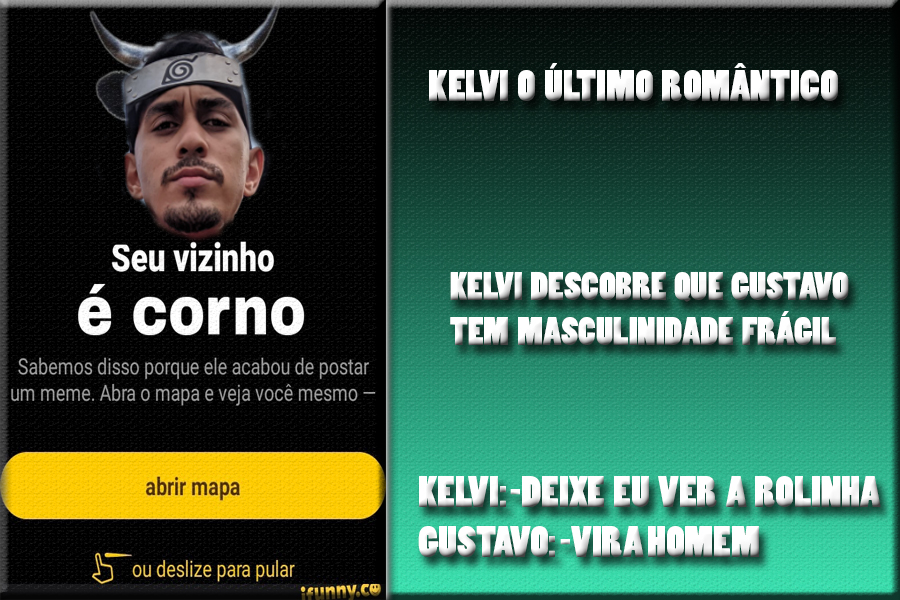 Seu vizinho
é corno
Sabemos disso porque ele acabou de postar
um meme. Abra o mapa e veja você mesmo —
abrir mapa
ou deslize para pular
ifunny.co
KELVI O ÚLTIMO ROMÂNTICO
KELVI DESCOBRE QUE GUSTAVO
TEM MASCULINIDADE FRÁGIL
KELVI: -DEIXE EU VER A ROLINHA
GUSTAVO: -VIRA HOMEM